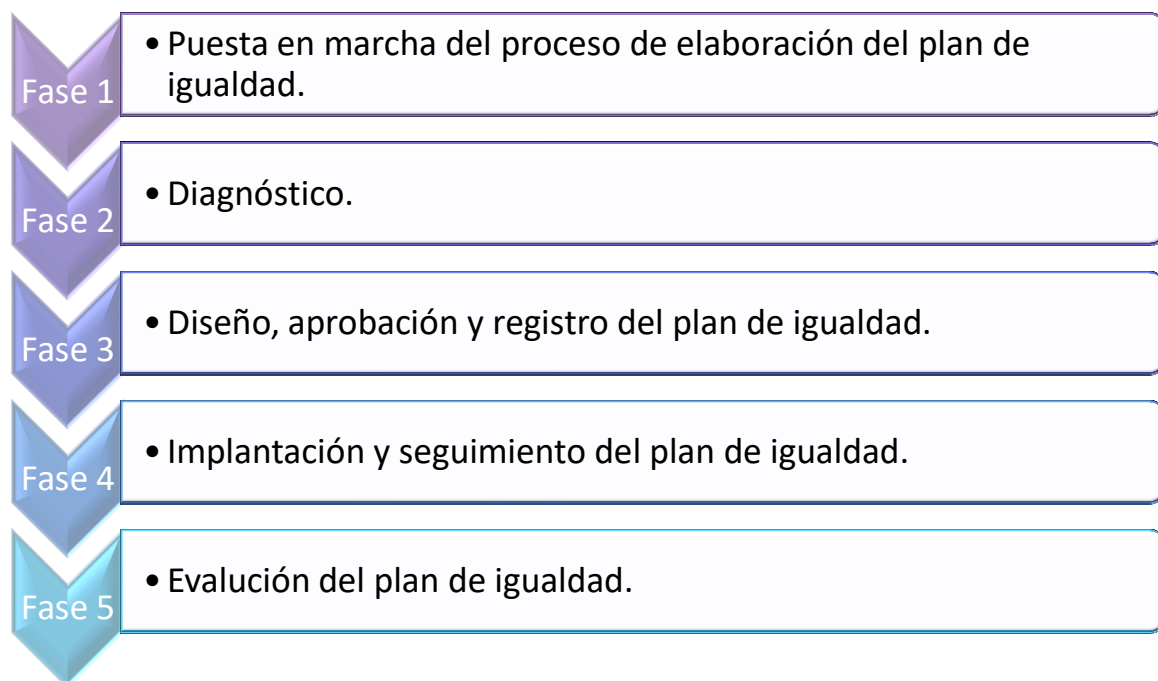 Fase 1
• Puesta en marcha del proceso de elaboración del plan de
igualdad.
Fase 2
• Diagnóstico.
Fase 3
• Diseño, aprobación y registro del plan de igualdad.
Fase 4
• Implantación y seguimiento del plan de igualdad.
Fase 5
• Evalución del plan de igualdad.